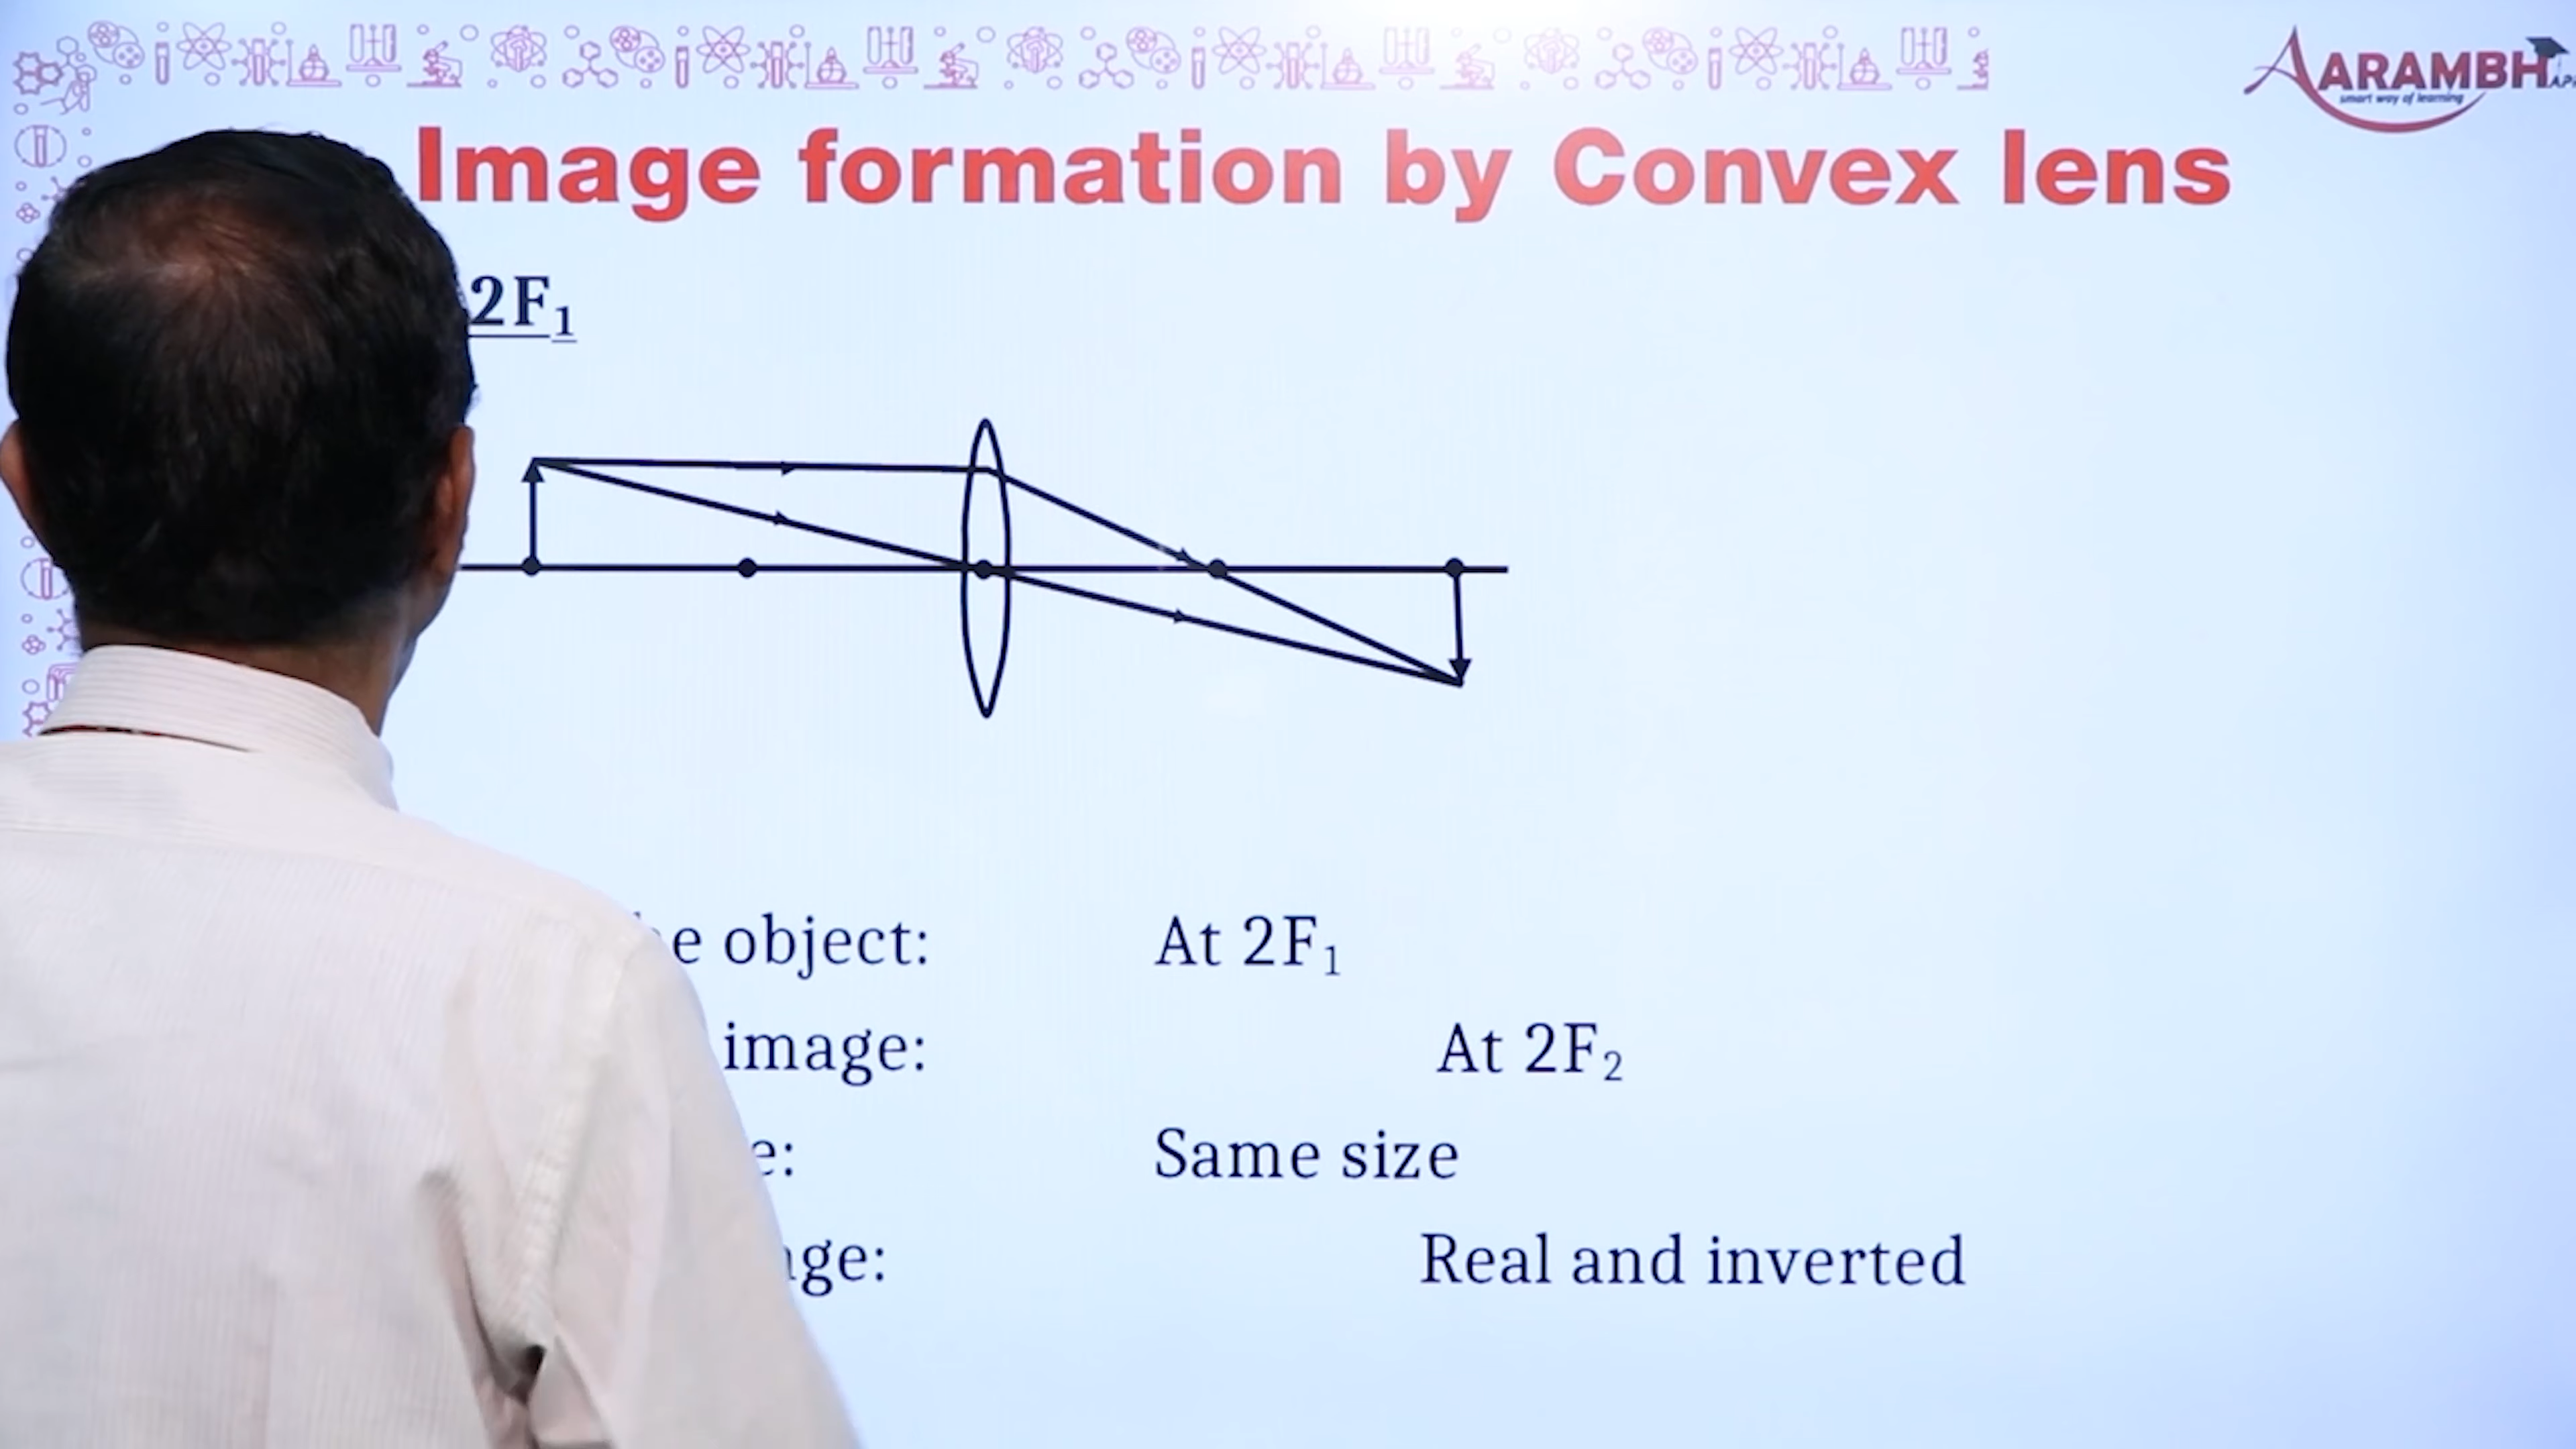 AARAMBH
smart way of learning
Image formation by Convex lens
2F₁
object: At 2F₁
image: At 2F₂
Same size
Real and inverted